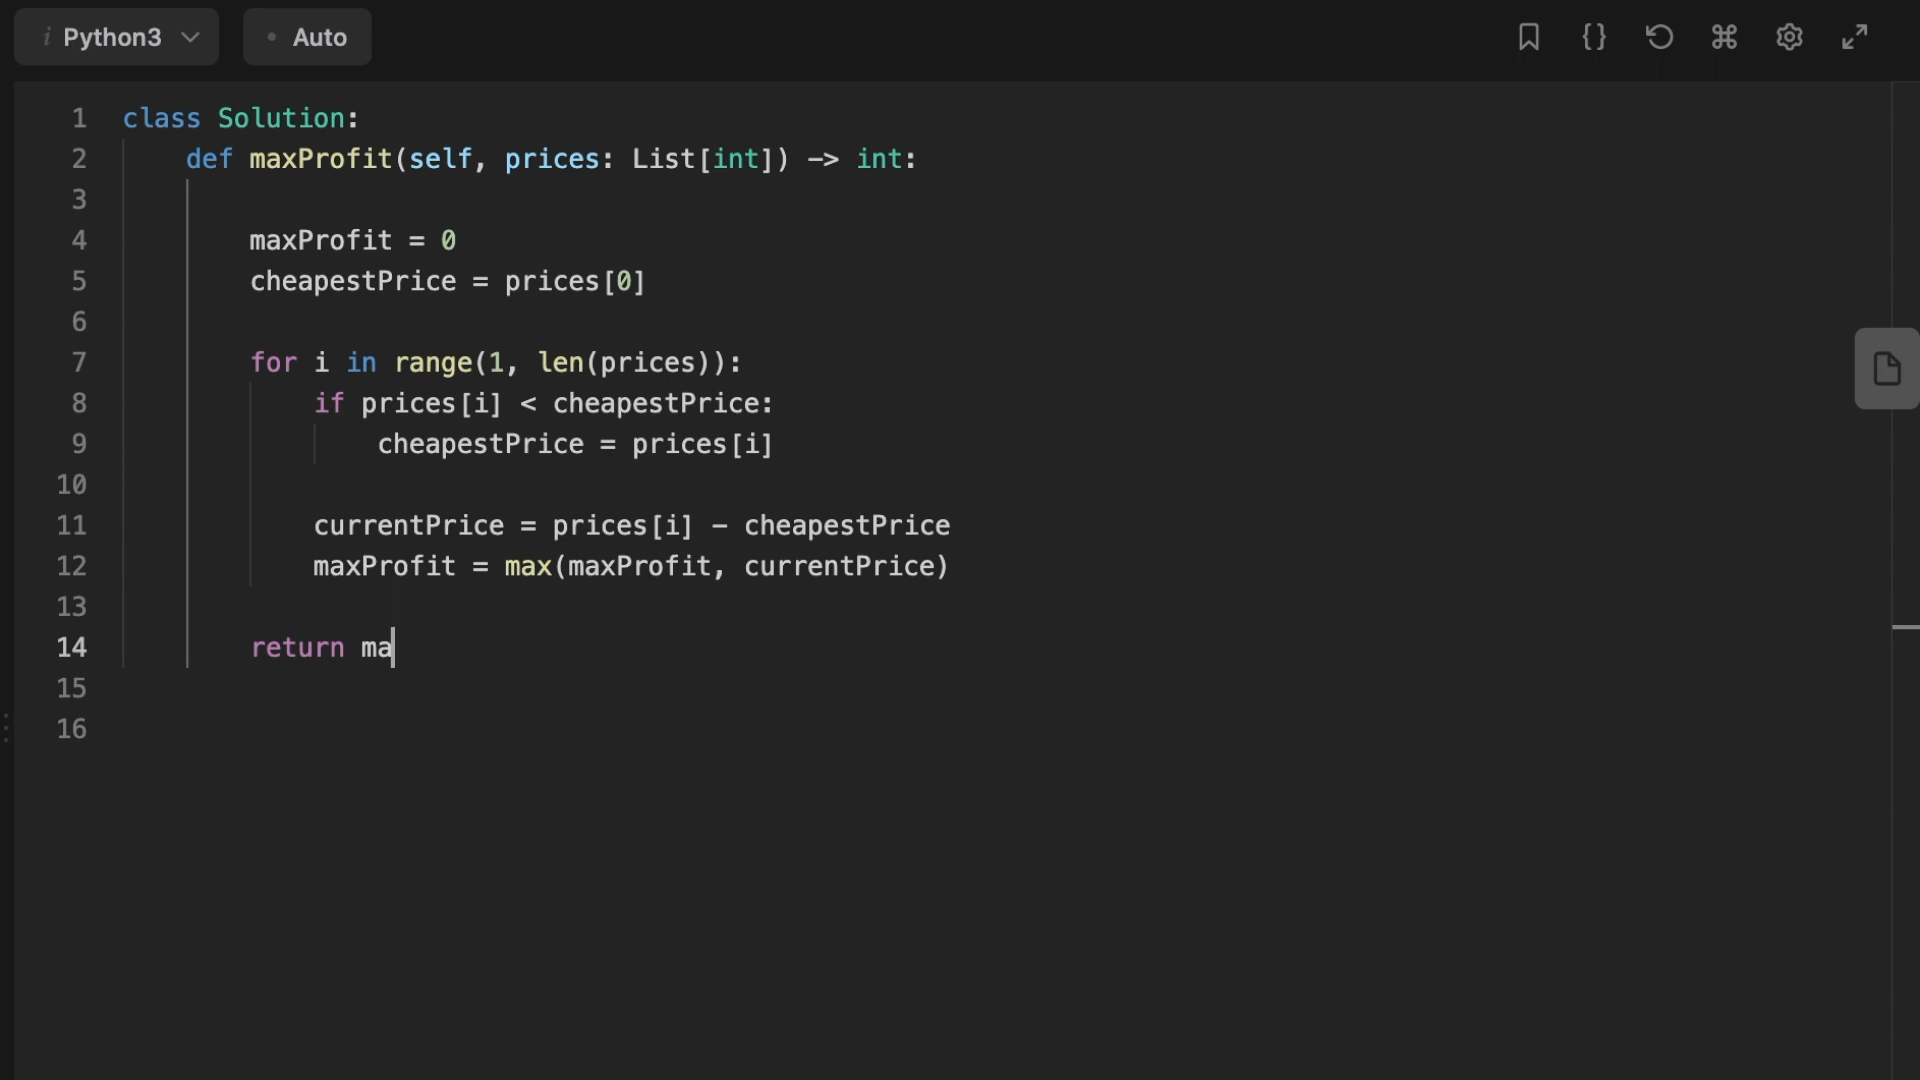 i Python3
• Auto
1 class Solution:
2 def maxProfit(self, prices: List[int]) -> int:
3
4 maxProfit = 0
5 cheapestPrice = prices[0]
6
7 for i in range(1, len(prices)):
8 if prices[i] < cheapestPrice:
9 cheapestPrice = prices[i]
10
11 currentPrice = prices[i] - cheapestPrice
12 maxProfit = max(maxProfit, currentPrice)
13
14 return ma
15
16